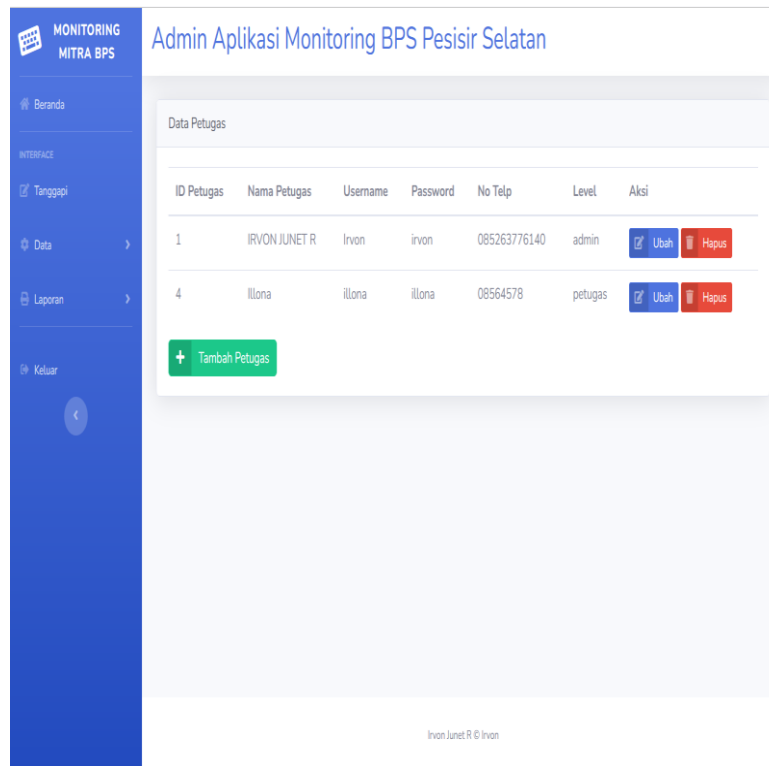 MONITORING
MITRA BPS
Admin Aplikasi Monitoring BPS Pesisir Selatan
Beranda
INTERFACE
Tanggapi
Data
Laporan
Keluar
Data Petugas
ID Petugas Nama Petugas Username Password No Telp Level Aksi
1 IRVON JUNET R Irvon irvon 085263776140 admin Ubah Hapus
4 Illona illona illona 08564578 petugas Ubah Hapus
+ Tambah Petugas
Irvon Junet R © Irvon